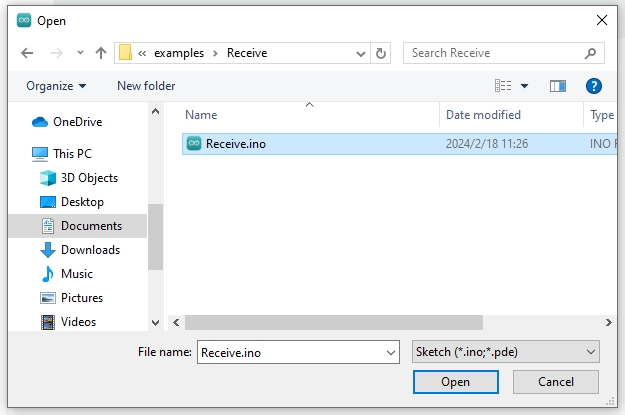 Open
« examples > Receive
Search Receive
Organize
New folder
?
Name
Date modified
Type
OneDrive
This PC
3D Objects
Desktop
Documents
Downloads
Music
Pictures
Videos
Receive.ino
2024/2/18 11:26
INO F
File name:
Receive.ino
Sketch (*.ino;*.pde)
Open
Cancel